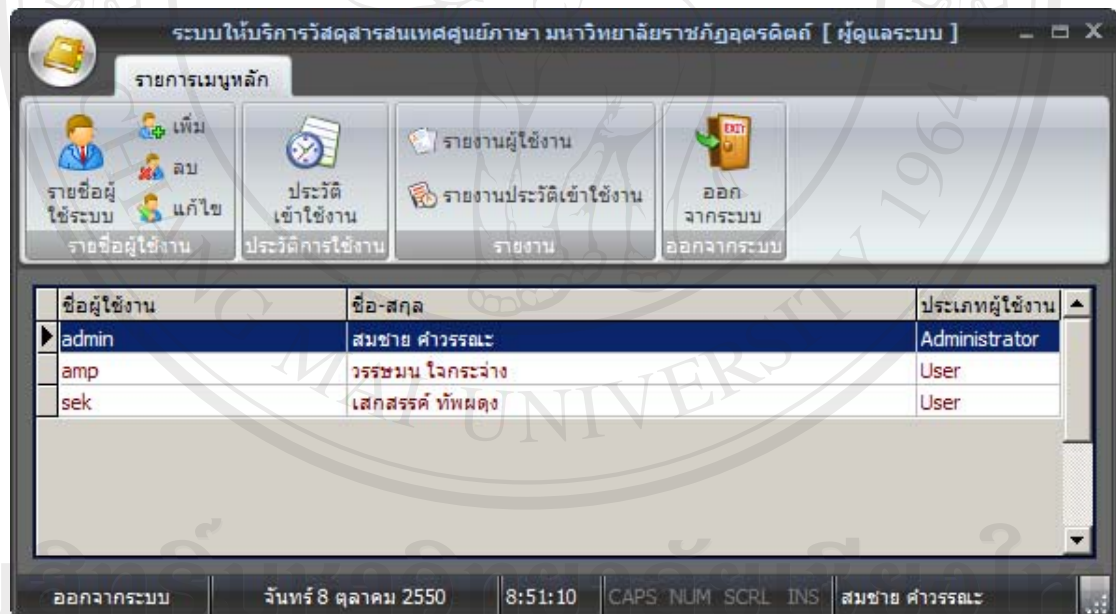 ระบบให้บริการวัสดุสารสนเทศศูนย์ภาษา มหาวิทยาลัยราชภัฏอุตรดิตถ์ [ ผู้ดูแลระบบ ]
รายการเมนูหลัก
รายชื่อผู้
ใช้ระบบ
เพิ่ม
ลบ
แก้ไข
รายชื่อผู้ใช้งาน
ประวัติ
เข้าใช้งาน
ประวัติการใช้งาน
รายงานผู้ใช้งาน
รายงานประวัติเข้าใช้งาน
รายงาน
EXIT
ออก
จากระบบ
ออกจากระบบ
ชื่อผู้ใช้งาน ชื่อ-สกุล ประเภทผู้ใช้งาน
admin สมชาย คำวรรณะ Administrator
amp วรรษมน ใจกระจ่าง User
sek เสกสรรค์ ทัพผดุง User
ออกจากระบบ จันทร์ 8 ตุลาคม 2550 8:51:10 CAPS NUM SCRL INS สมชาย คำวรรณะ
CHIANG MAI UNIVERSITY 1964